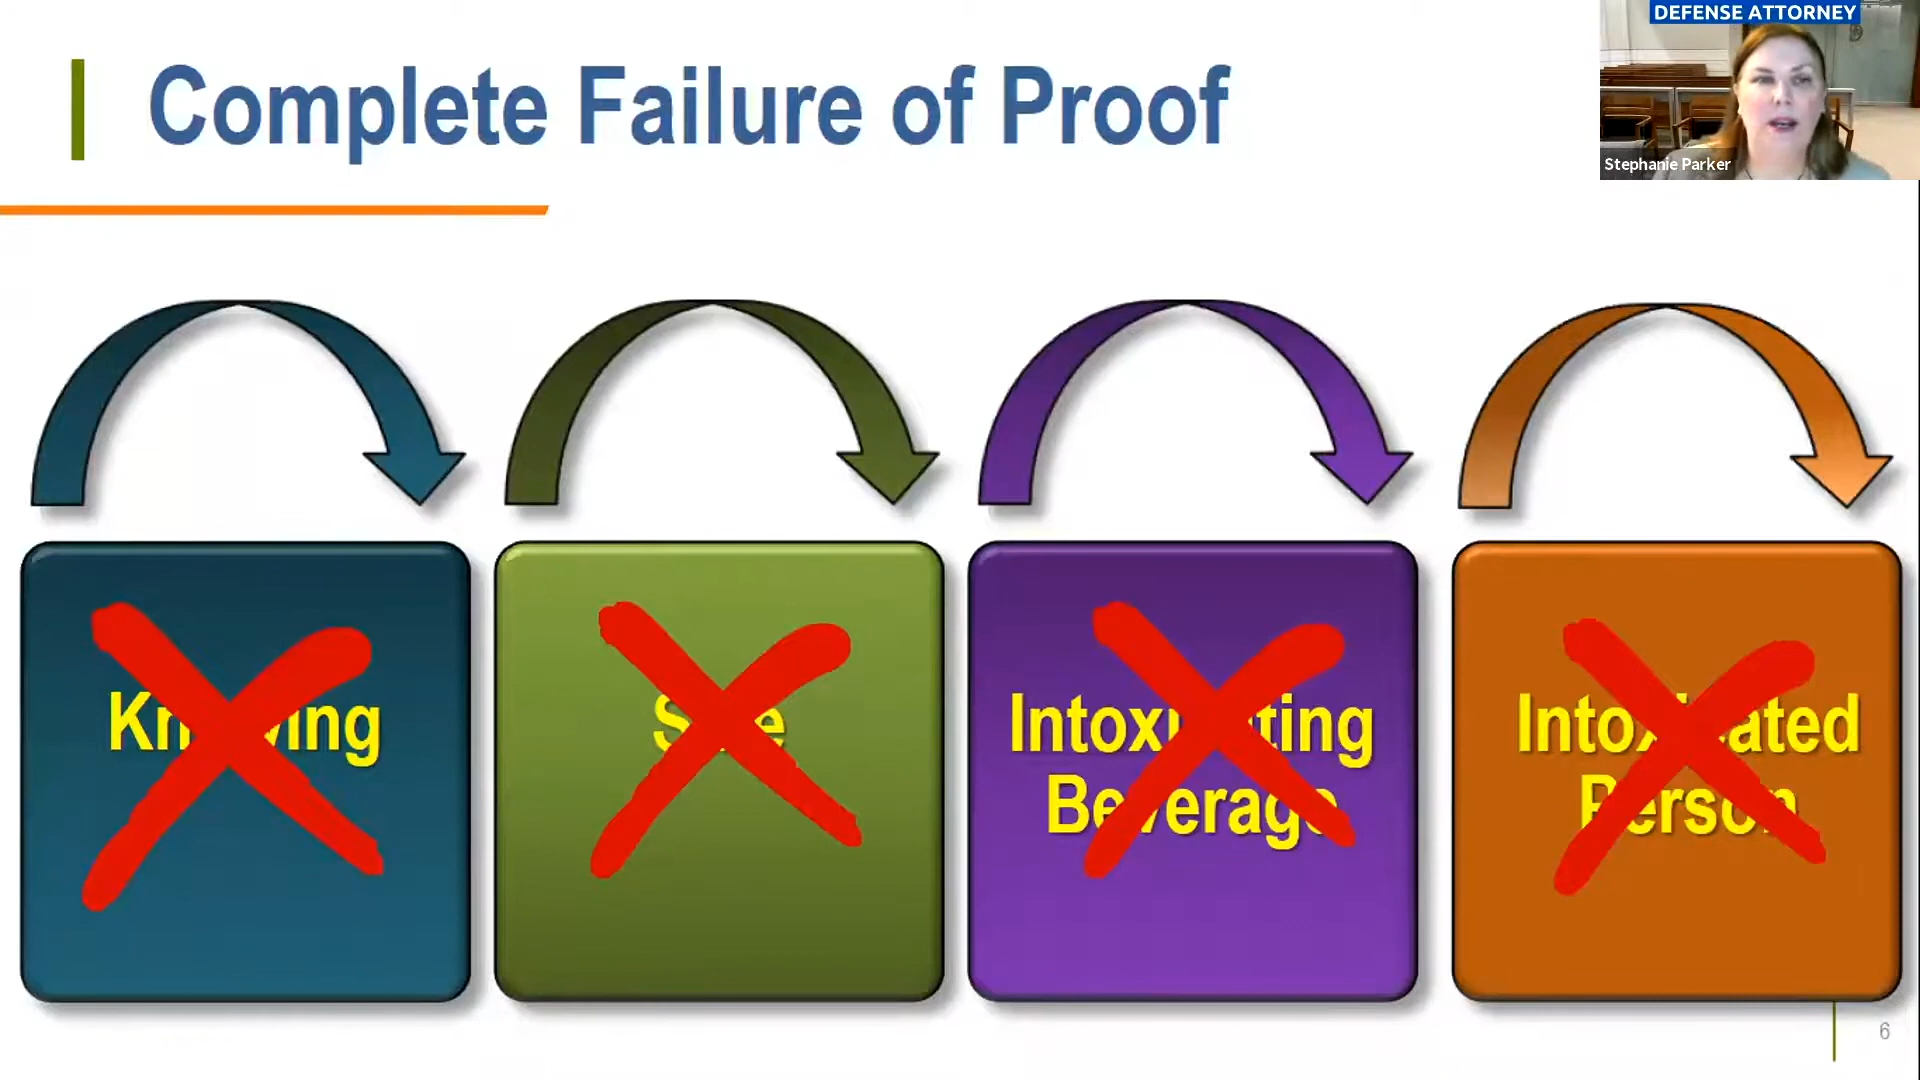 DEFENSE ATTORNEY
Complete Failure of Proof
Stephanie Parker
Knowing
Sale
Intoxicating
Beverage
Intoxicated
Person
6